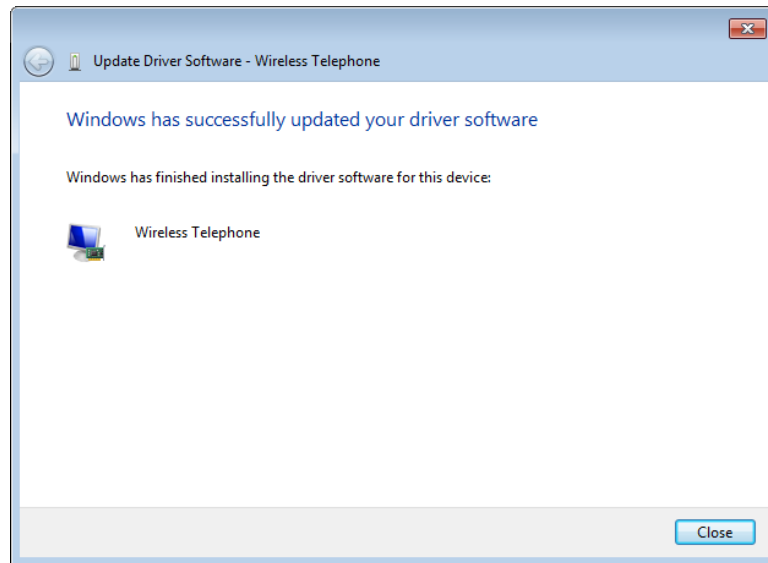 Update Driver Software - Wireless Telephone
Windows has successfully updated your driver software
Windows has finished installing the driver software for this device:
Wireless Telephone
Close